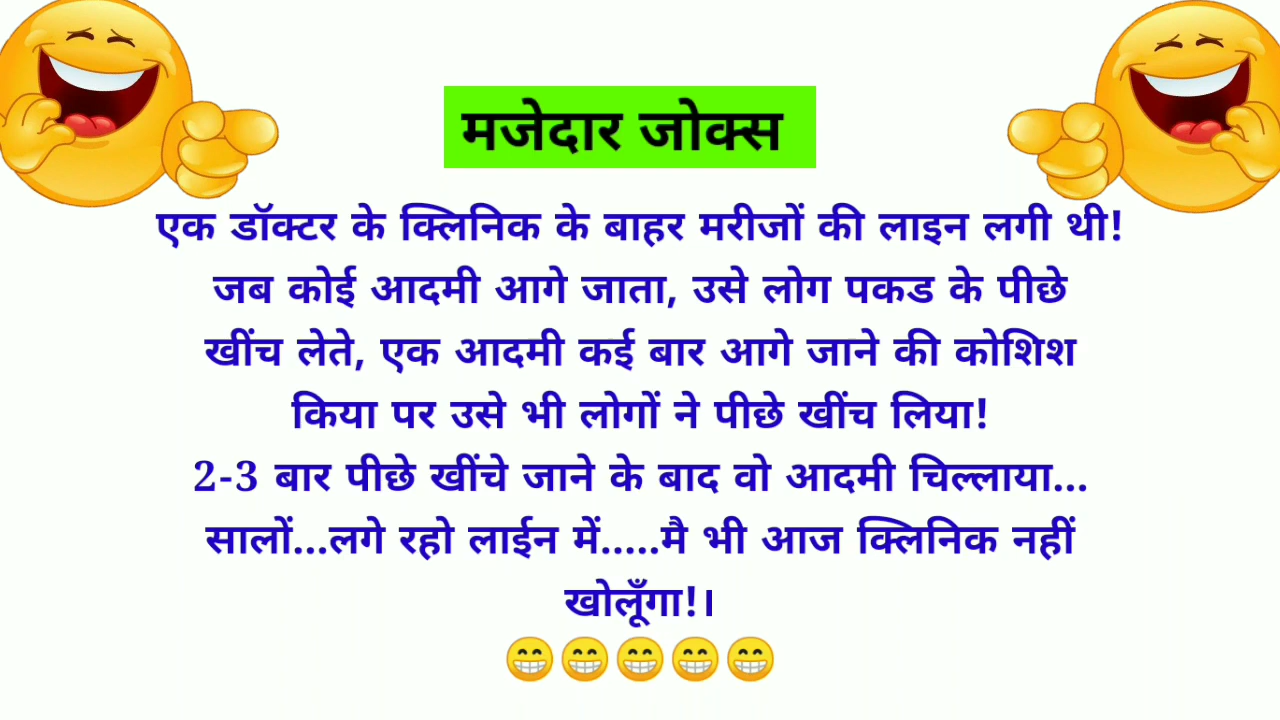 मजेदार जोक्स
एक डॉक्टर के क्लिनिक के बाहर मरीजों की लाइन लगी थी!
जब कोई आदमी आगे जाता, उसे लोग पकड के पीछे
खींच लेते, एक आदमी कई बार आगे जाने की कोशिश
किया पर उसे भी लोगों ने पीछे खींच लिया!
2-3 बार पीछे खींचे जाने के बाद वो आदमी चिल्लाया...
सालों...लगे रहो लाईन में.....मै भी आज क्लिनिक नहीं
खोलूँगा!।
😁😁😁😁😁